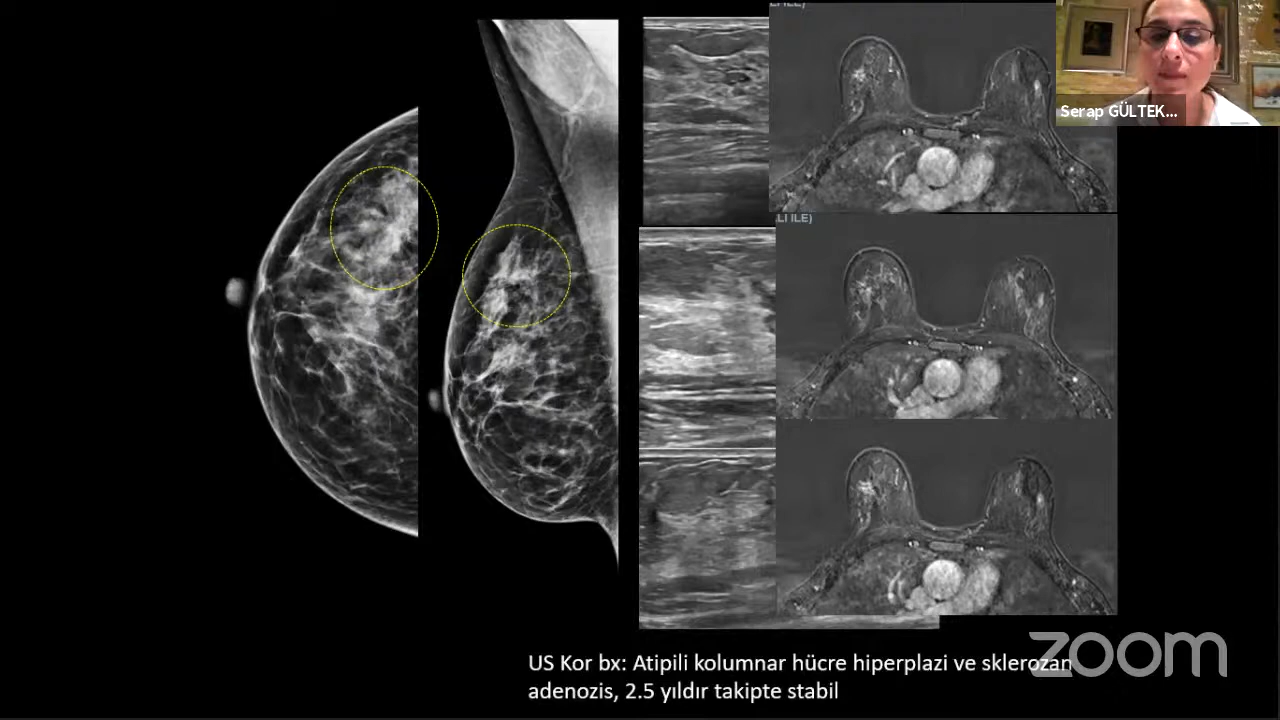 Serap GÜLTEK...
LI ILE)
US Kor bx: Atipili kolumnar hücre hiperplazi ve sklerozan
adenozis, 2.5 yıldır takipte stabil
zoom